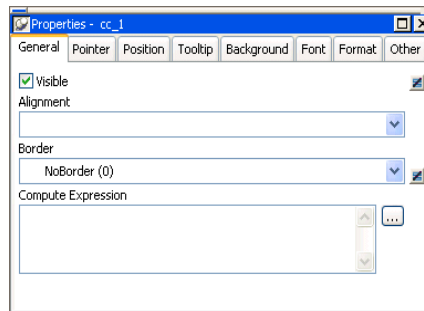 Properties - cc_1
General Pointer Position Tooltip Background Font Format Other
Visible
Alignment
Border
NoBorder (0)
Compute Expression
...